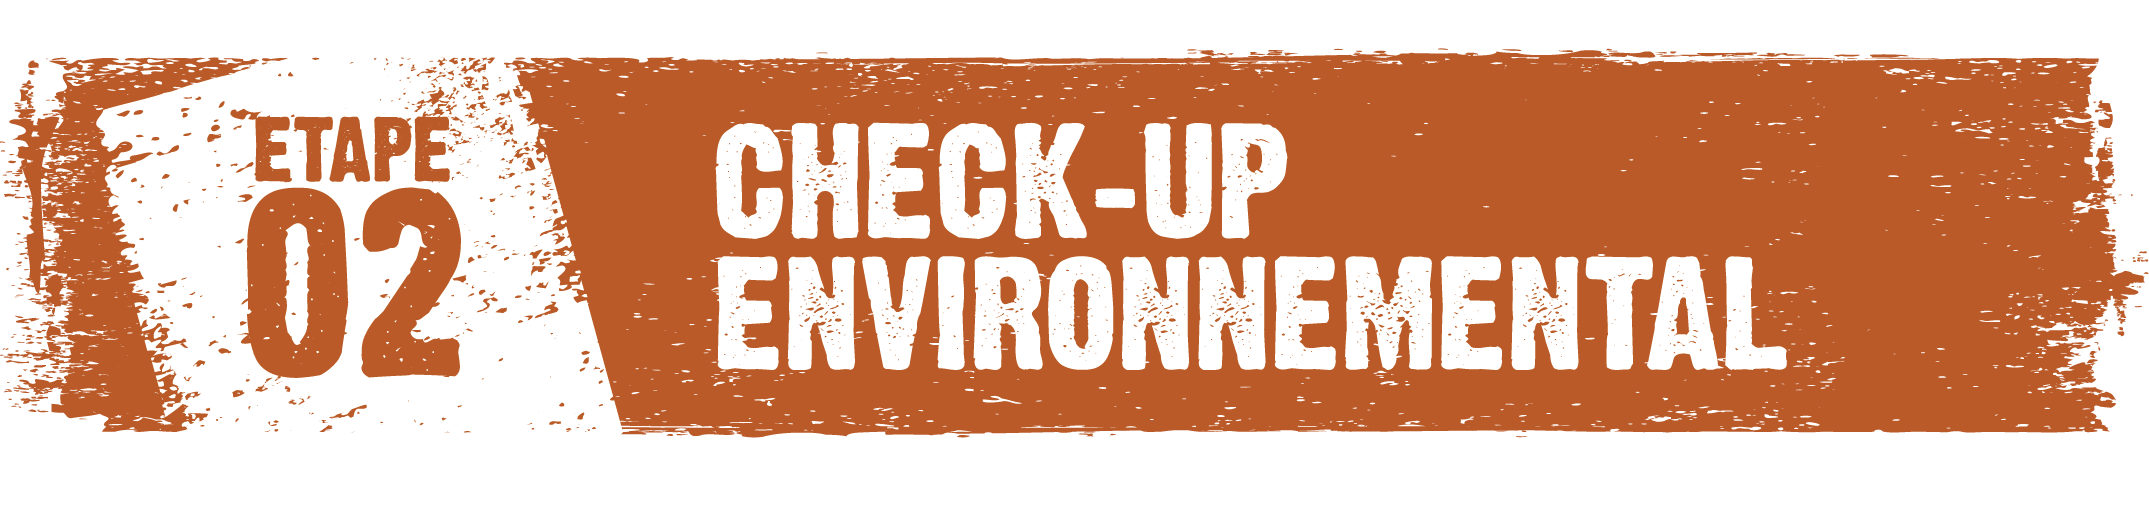 ETAPE
02
CHECK-UP
ENVIRONNEMENTAL